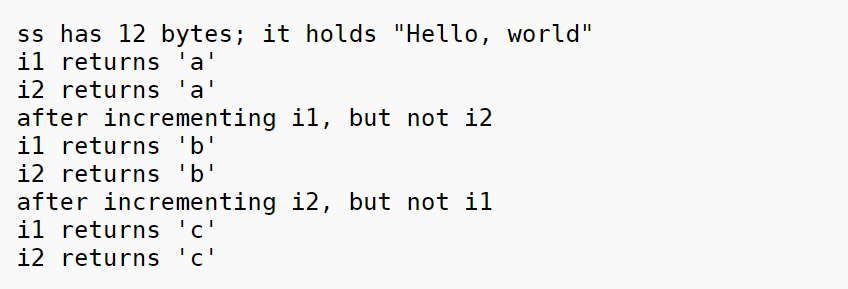 ss has 12 bytes; it holds "Hello, world"
i1 returns 'a'
i2 returns 'a'
after incrementing i1, but not i2
i1 returns 'b'
i2 returns 'b'
after incrementing i2, but not i1
i1 returns 'c'
i2 returns 'c'